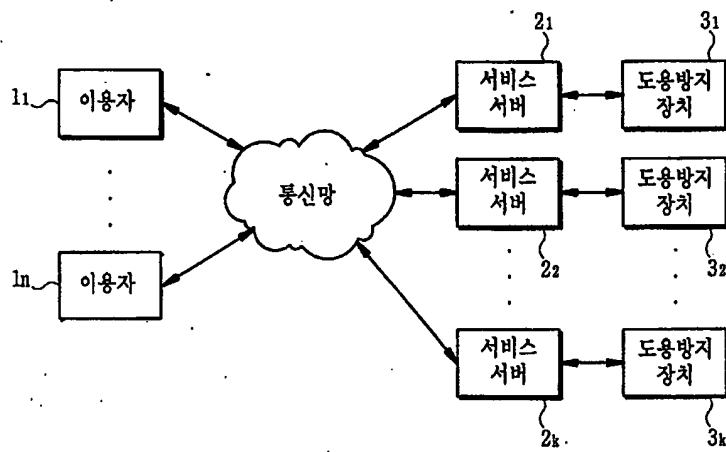 2₁
3₁
1₁
이용자
서비스
서버
도용방지
장치
통신망
서비스
서버
도용방지
장치
1n
이용자
2₂
3₂
서비스
서버
도용방지
장치
2k
3k